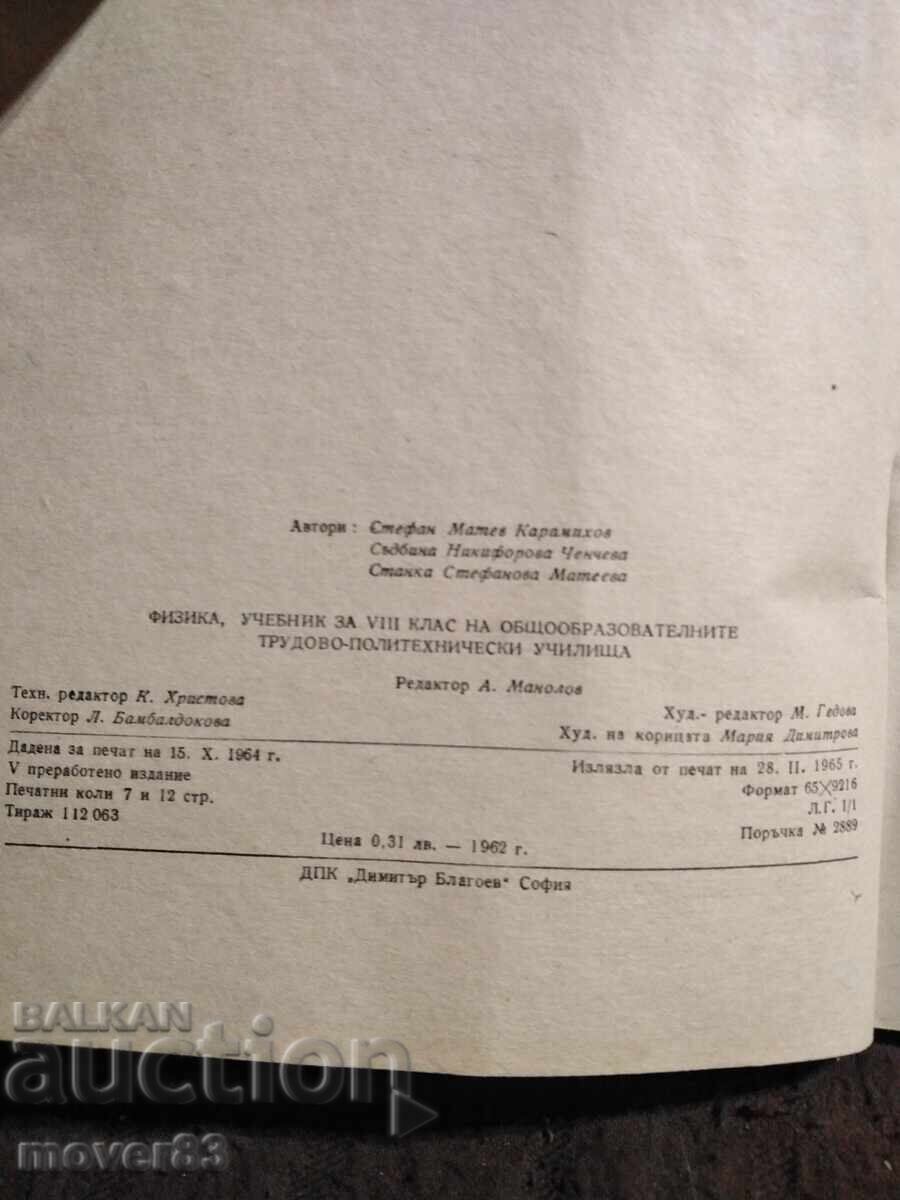 Автори: Стефан Матев Карамихов
Съдбина Никифорова Ченчева
Станка Стефанова Матеева
ФИЗИКА, УЧЕБНИК ЗА VIII КЛАС НА ОБЩООБРАЗОВАТЕЛНИТЕ
ТРУДОВО-ПОЛИТЕХНИЧЕСКИ УЧИЛИЩА
Редактор А. Манолов
Техн. редактор К. Христова
Худ.- редактор М. Гедова
Коректор Л. Бамбалдокова
Худ. на корицата Мария Димитрова
Дадена за печат на 15. X. 1964 г.
Излязла от печат на 28. II. 1965 г.
V преработено издание
Формат 65×9216
Печатни коли 7 и 12 стр.
Л.Г. 1/1
Тираж 112 063
Поръчка № 2889
Цена 0,31 лв. — 1962 г.
ДПК „Димитър Благоев“ София
BALKAN
auction
mover83